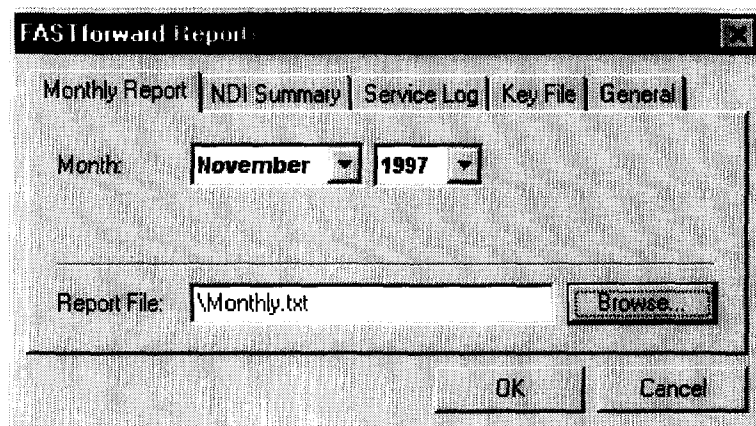 FASTforward Reports
Monthly Report NDI Summary Service Log Key File General
Month: November 1997
Report File: \Monthly.txt Browse...
OK Cancel